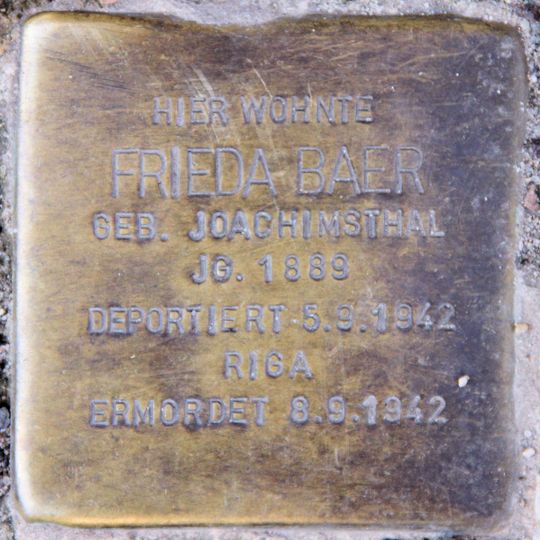 HIER WOHNTE
FRIEDA BAER
GEB. JOACHIMSTHAL
JG. 1889
DEPORTIERT 5.9.1942
RIGA
ERMORDET 8.9.1942